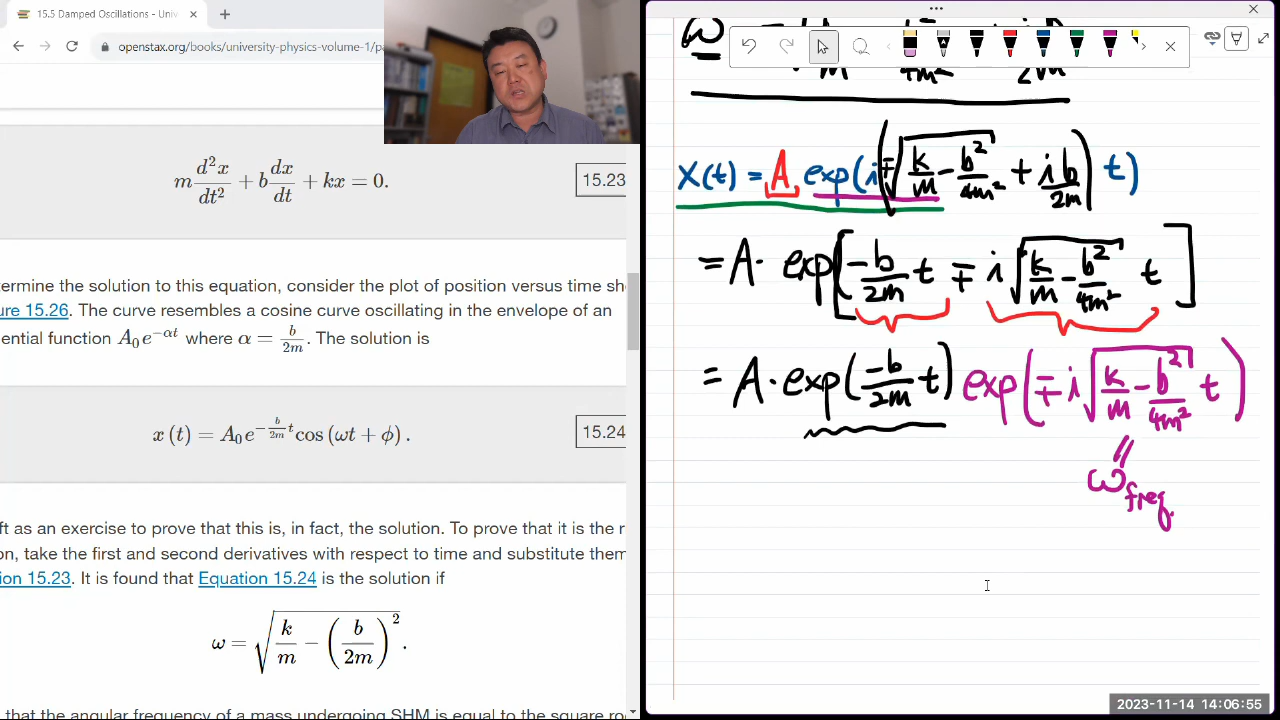 15.5 Damped Oscillations - Univ
openstax.org/books/university-physics-volume-1/pa
m d²x/dt² + b dx/dt + kx = 0.
15.23
termine the solution to this equation, consider the plot of position versus time sh
ure 15.26. The curve resembles a cosine curve oscillating in the envelope of an
ential function A₀e^{−αt} where α = b/2m. The solution is
x (t) = A₀e^{−b/2m t} cos (ωt + ϕ) .
15.24
ft as an exercise to prove that this is, in fact, the solution. To prove that it is the r
on, take the first and second derivatives with respect to time and substitute them
ion 15.23. It is found that Equation 15.24 is the solution if
ω = √(k/m − (b/2m)²).
that the angular frequency of a mass undergoing SHM is equal to the square ro
x(t) = A exp(i(∓√(k/m − b²/4m²) + i b/2m) t)
= A · exp[−b/2m t ∓ i √(k/m − b²/4m²) t]
= A · exp(−b/2m t) exp(∓ i √(k/m − b²/4m²) t)
ω freq.
2023-11-14 14:06:55